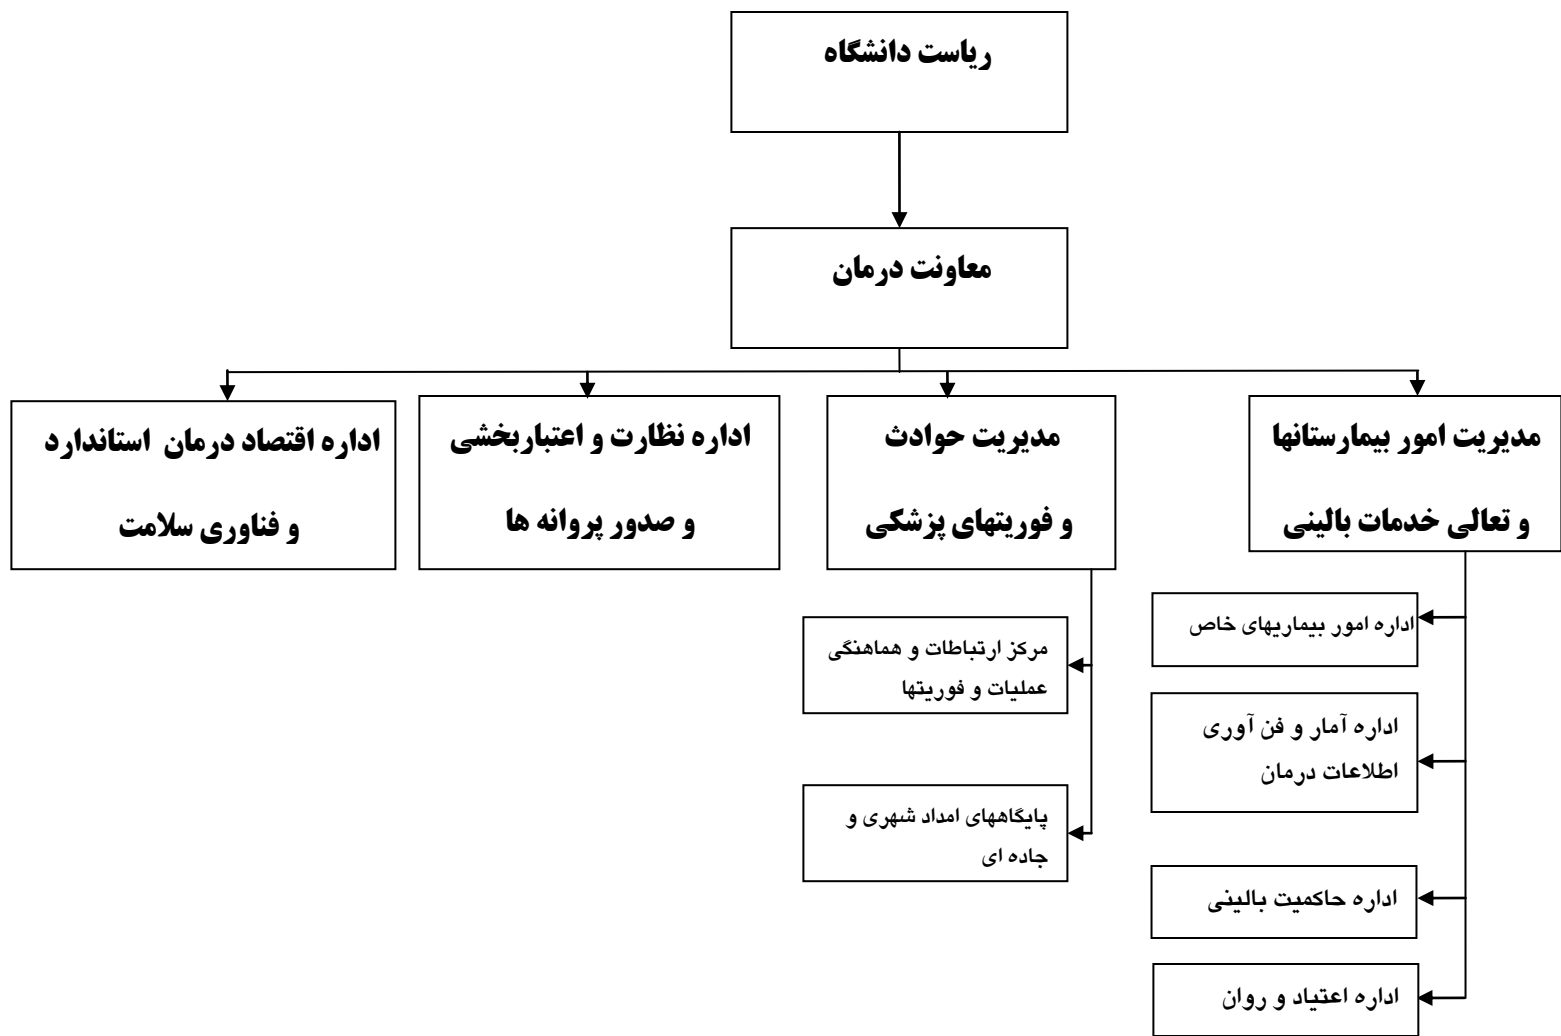 ریاست دانشگاه
معاونت درمان
مدیریت امور بیمارستانها
و تعالی خدمات بالینی
مدیریت حوادث
و فوریتهای پزشکی
اداره نظارت و اعتباربخشی
و صدور پروانه ها
اداره اقتصاد درمان استاندارد
و فناوری سلامت
اداره امور بیماریهای خاص
اداره آمار و فن آوری
اطلاعات درمان
اداره حاکمیت بالینی
اداره اعتیاد و روان
مرکز ارتباطات و هماهنگی
عملیات و فوریتها
پایگاههای امداد شهری و
جاده ای